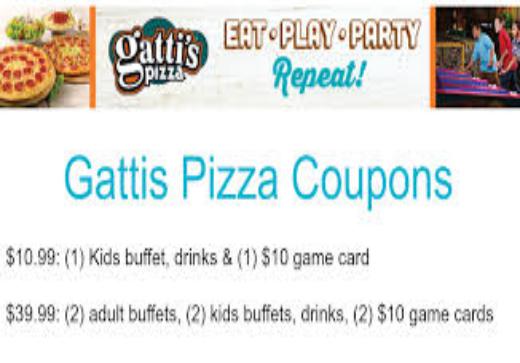 gatti's
pizza
EAT • PLAY • PARTY
Repeat!
Gattis Pizza Coupons
$10.99: (1) Kids buffet, drinks & (1) $10 game card
$39.99: (2) adult buffets, (2) kids buffets, drinks, (2) $10 game cards